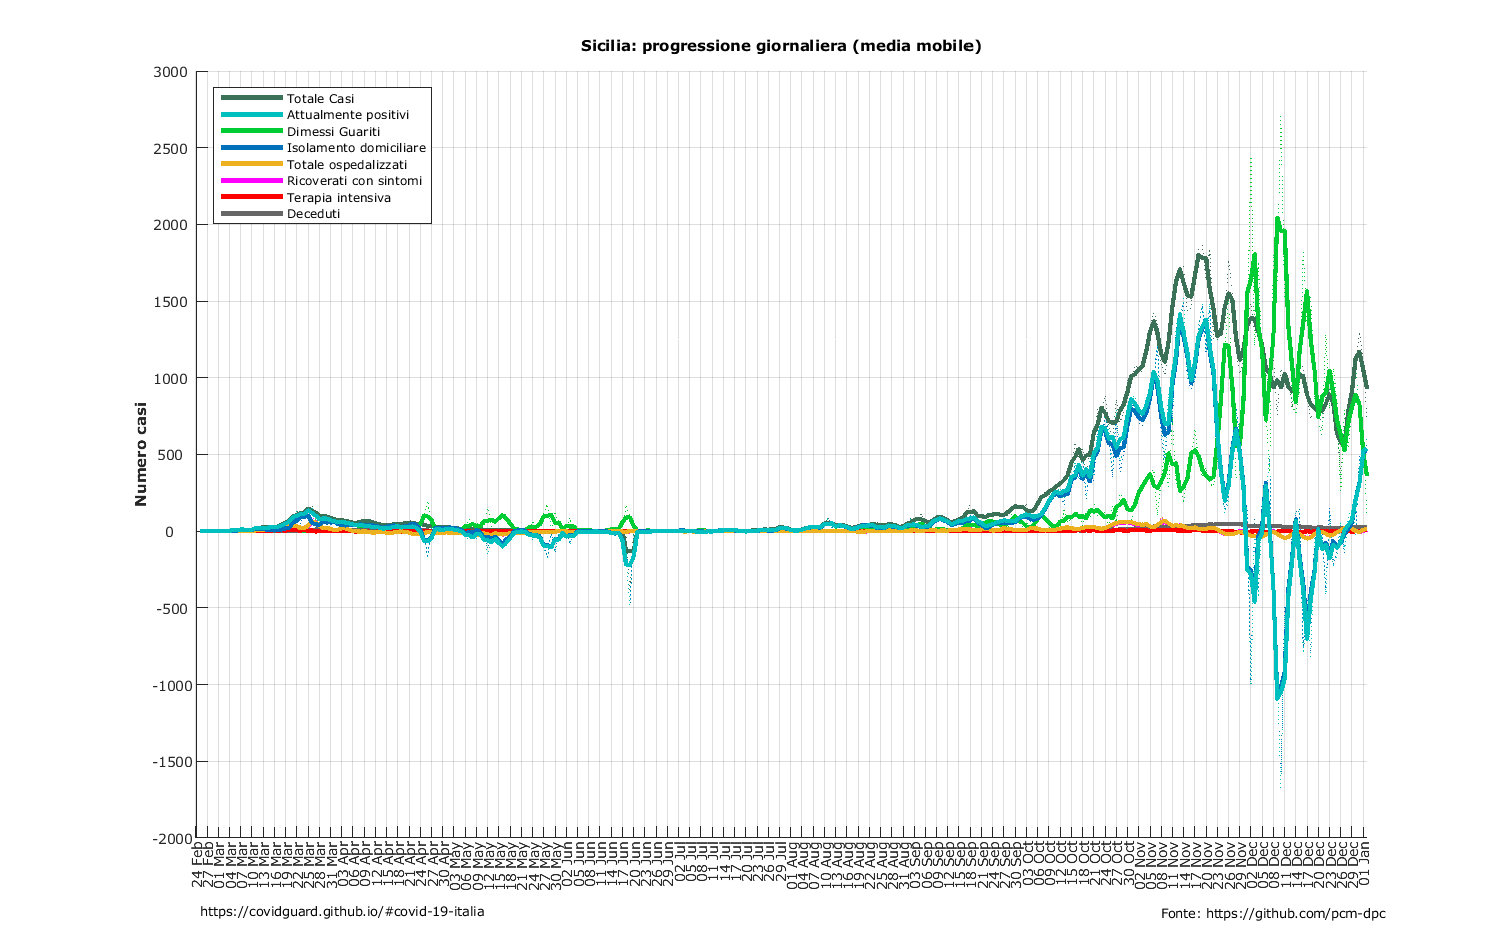 Sicilia: progressione giornaliera (media mobile)
Totale Casi
Attualmente positivi
Dimessi Guariti
Isolamento domiciliare
Totale ospedalizzati
Ricoverati con sintomi
Terapia intensiva
Deceduti
Numero casi
3000
2500
2000
1500
1000
500
0
-500
-1000
-1500
-2000
24 Feb
27 Feb
01 Mar
04 Mar
07 Mar
10 Mar
13 Mar
16 Mar
19 Mar
22 Mar
25 Mar
28 Mar
31 Mar
03 Apr
06 Apr
09 Apr
12 Apr
15 Apr
18 Apr
21 Apr
24 Apr
27 Apr
30 Apr
03 May
06 May
09 May
12 May
15 May
18 May
21 May
24 May
27 May
30 May
02 Jun
05 Jun
08 Jun
11 Jun
14 Jun
17 Jun
20 Jun
23 Jun
26 Jun
29 Jun
02 Jul
05 Jul
08 Jul
11 Jul
14 Jul
17 Jul
20 Jul
23 Jul
26 Jul
29 Jul
01 Aug
04 Aug
07 Aug
10 Aug
13 Aug
16 Aug
19 Aug
22 Aug
25 Aug
28 Aug
31 Aug
03 Sep
06 Sep
09 Sep
12 Sep
15 Sep
18 Sep
21 Sep
24 Sep
27 Sep
30 Sep
03 Oct
06 Oct
09 Oct
12 Oct
15 Oct
18 Oct
21 Oct
24 Oct
27 Oct
30 Oct
02 Nov
05 Nov
08 Nov
11 Nov
14 Nov
17 Nov
20 Nov
23 Nov
26 Nov
29 Nov
02 Dec
05 Dec
08 Dec
11 Dec
14 Dec
17 Dec
20 Dec
23 Dec
26 Dec
29 Dec
01 Jan
https://covidguard.github.io/#covid-19-italia
Fonte: https://github.com/pcm-dpc